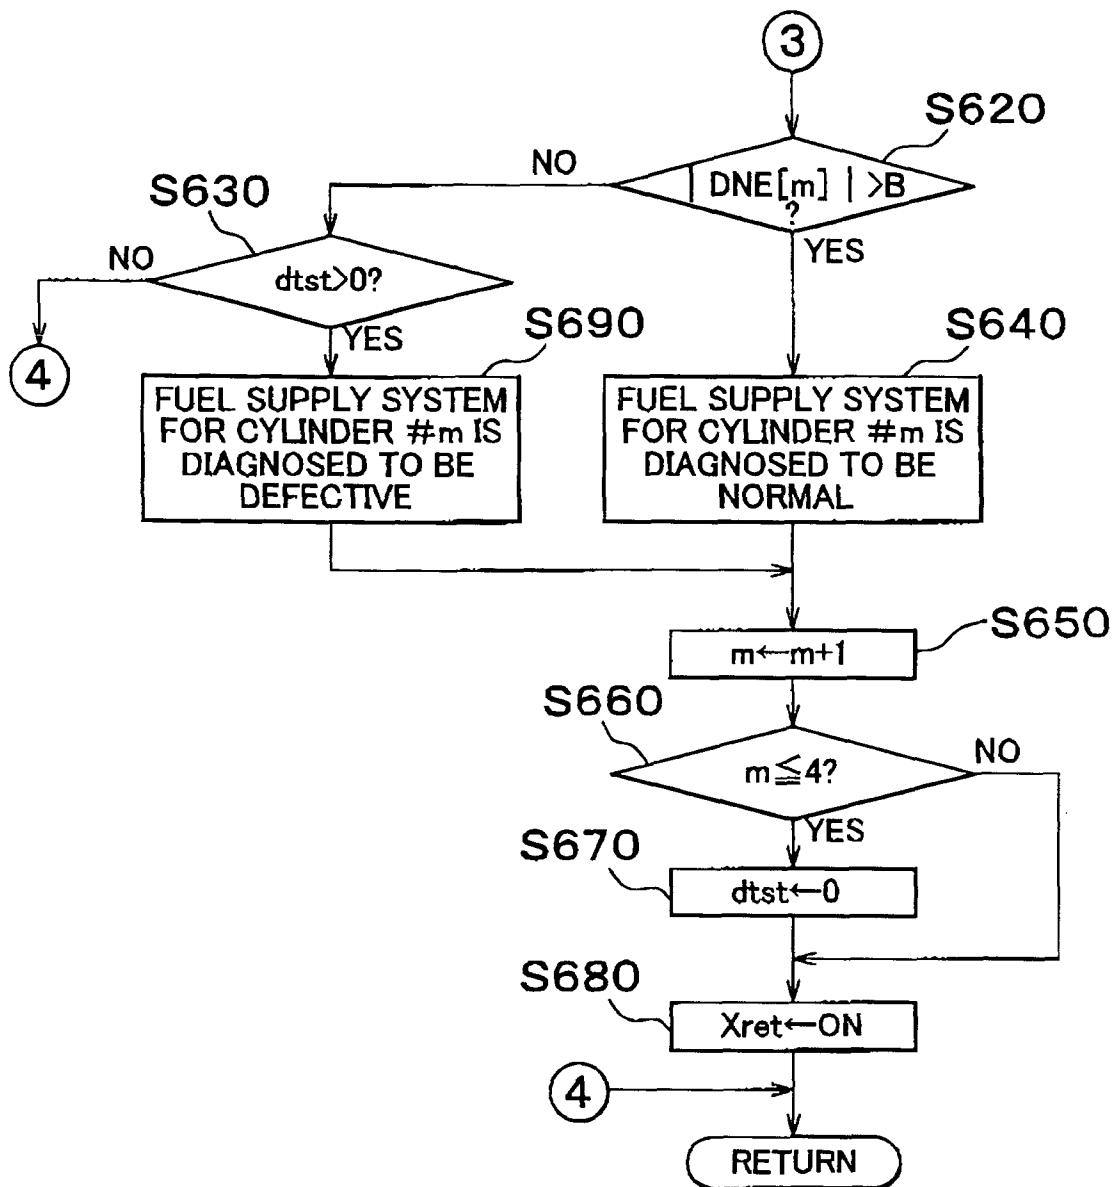 3
S620
| DNE[m] | >B
?
NO
YES
S630
dtst>0?
NO
YES
4
S690
FUEL SUPPLY SYSTEM
FOR CYLINDER #m IS
DIAGNOSED TO BE
DEFECTIVE
S640
FUEL SUPPLY SYSTEM
FOR CYLINDER #m IS
DIAGNOSED TO BE
NORMAL
S650
m←m+1
S660
m≦4?
NO
YES
S670
dtst←0
S680
Xret←ON
4
RETURN